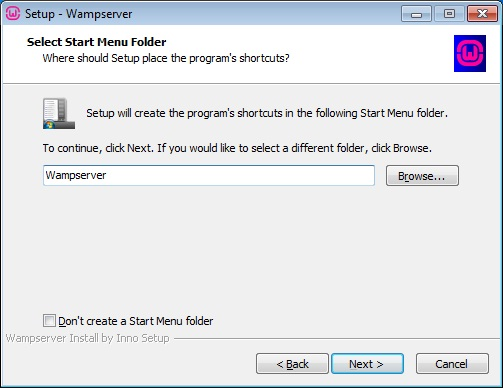 Setup - Wampserver
Select Start Menu Folder
Where should Setup place the program's shortcuts?
Setup will create the program's shortcuts in the following Start Menu folder.
To continue, click Next. If you would like to select a different folder, click Browse.
Wampserver
Browse...
Don't create a Start Menu folder
Wampserver Install by Inno Setup
< Back
Next >
Cancel